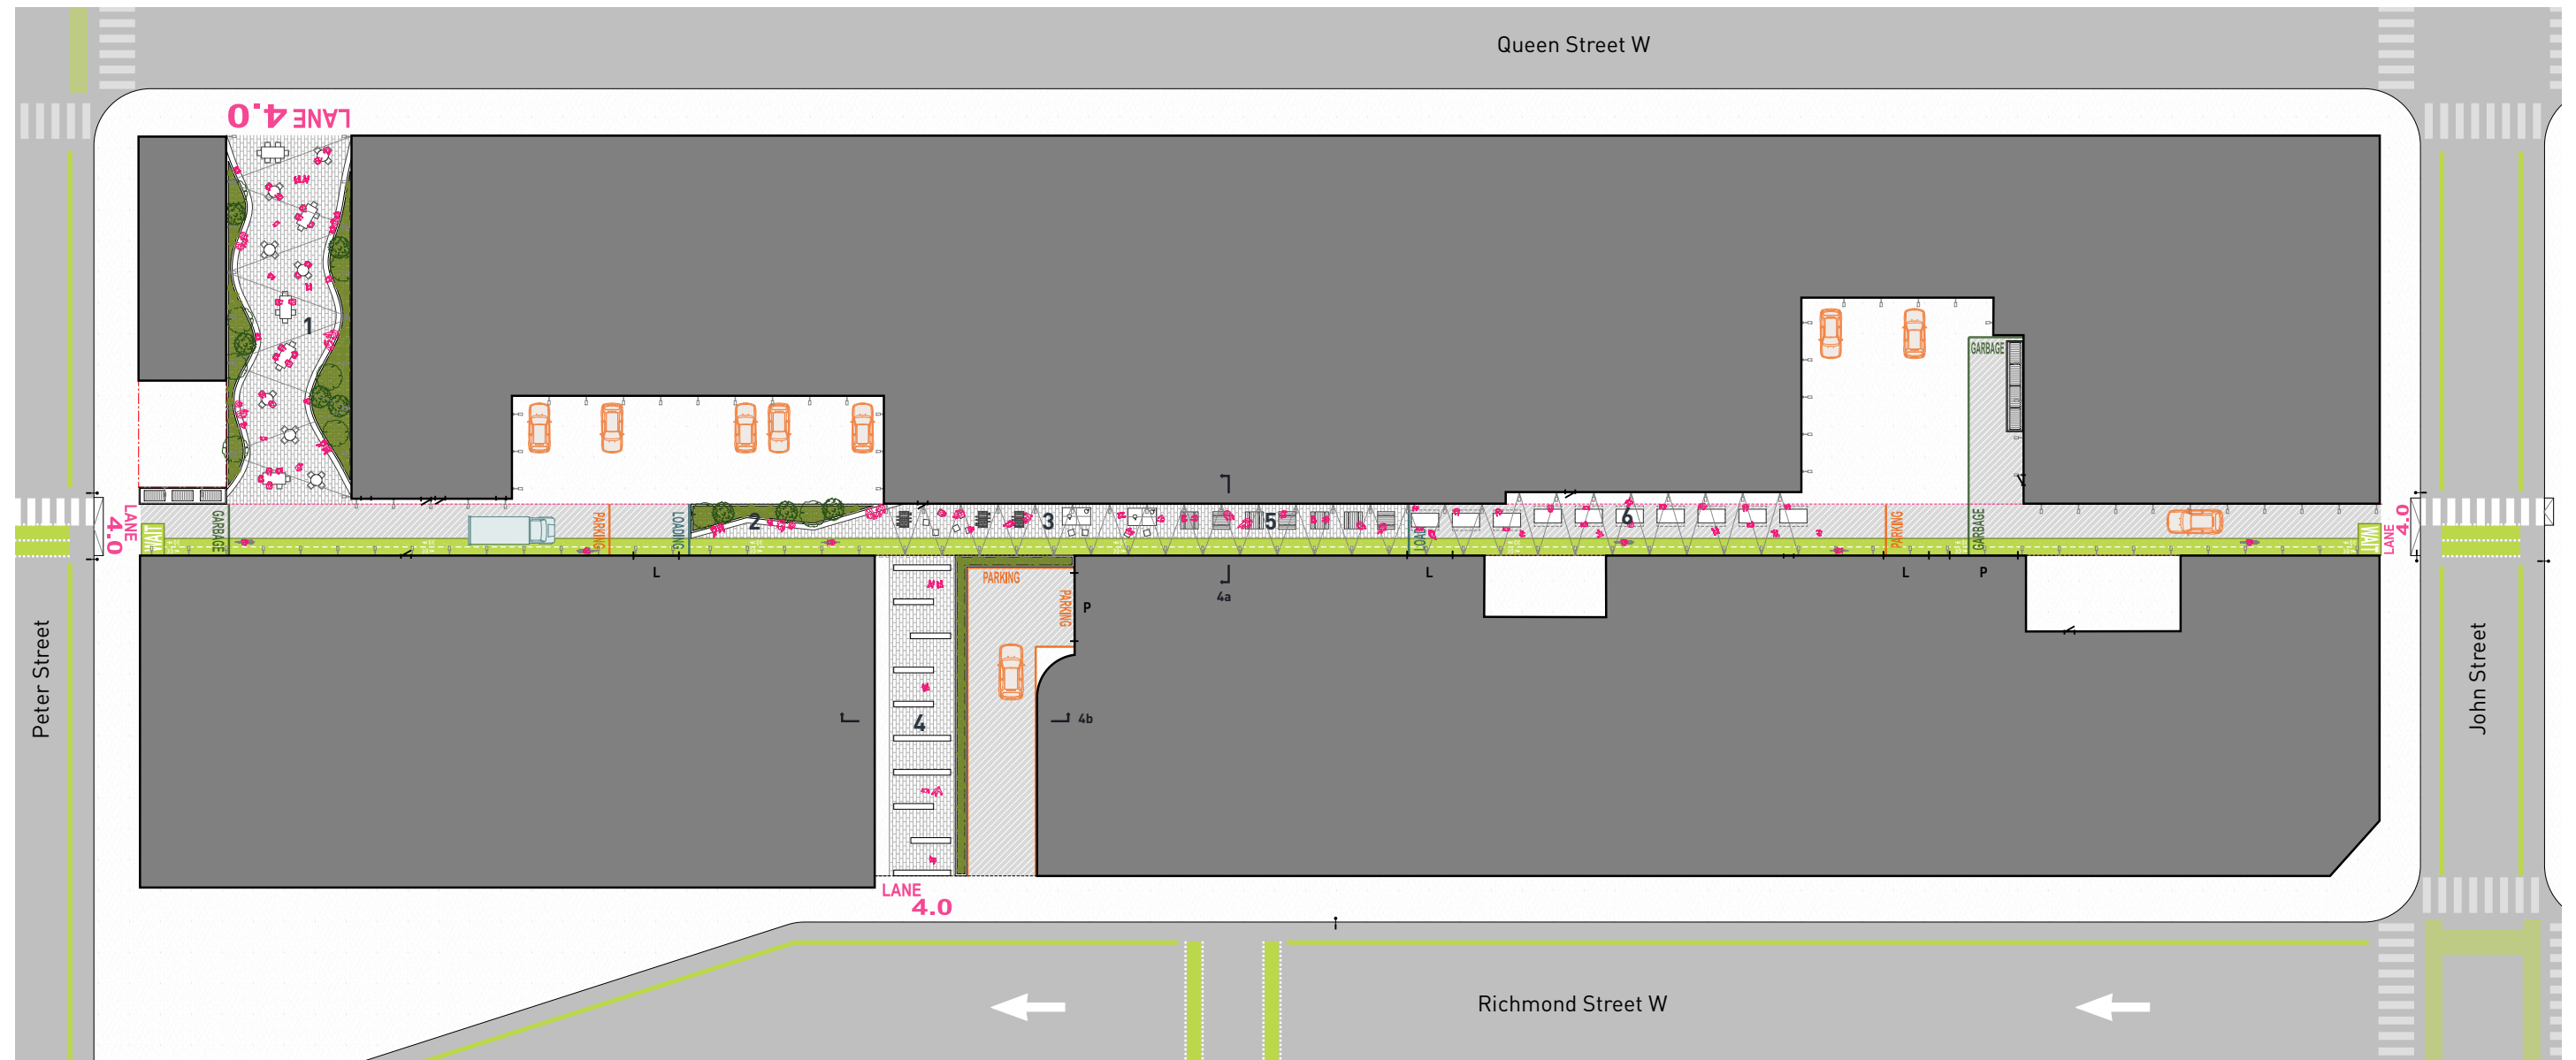 Queen Street W
LANE 4.0
1
LANE
4.0
WAIT
GARBAGE
PARKING
LOADING
2
3
5
LOAD
6
PARKING
GARBAGE
GARBAGE
WAIT
LANE
4.0
L
PARKING
PARKING
P
4a
L
L
P
4
4b
Peter Street
John Street
LANE
4.0
Richmond Street W